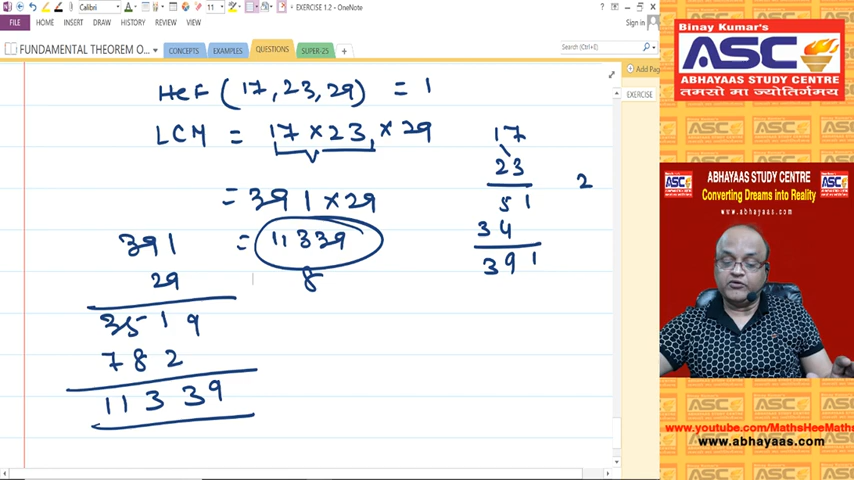 Calibri 11
FILE HOME INSERT DRAW HISTORY REVIEW VIEW
EXERCISE 1.2 - OneNote
Sign in
FUNDAMENTAL THEOREM O... CONCEPTS EXAMPLES QUESTIONS SUPER-25 +
Search (Ctrl+E)
Add Pag
EXERCISE
HCF (17, 23, 29) = 1
LCM = 17 × 23, × 29
= 391 × 29
= 11339
8
391
29
3519
782
11339
17
23
51
34
391
2
Binay Kumar's
ASC
ABHAYAAS STUDY CENTRE
तमसो मा ज्योतिर्गमय
ABHAYAAS STUDY CENTRE
Converting Dreams into Reality
www.abhayaas.com
www.youtube.com/MathsHeeMaths
www.abhayaas.com